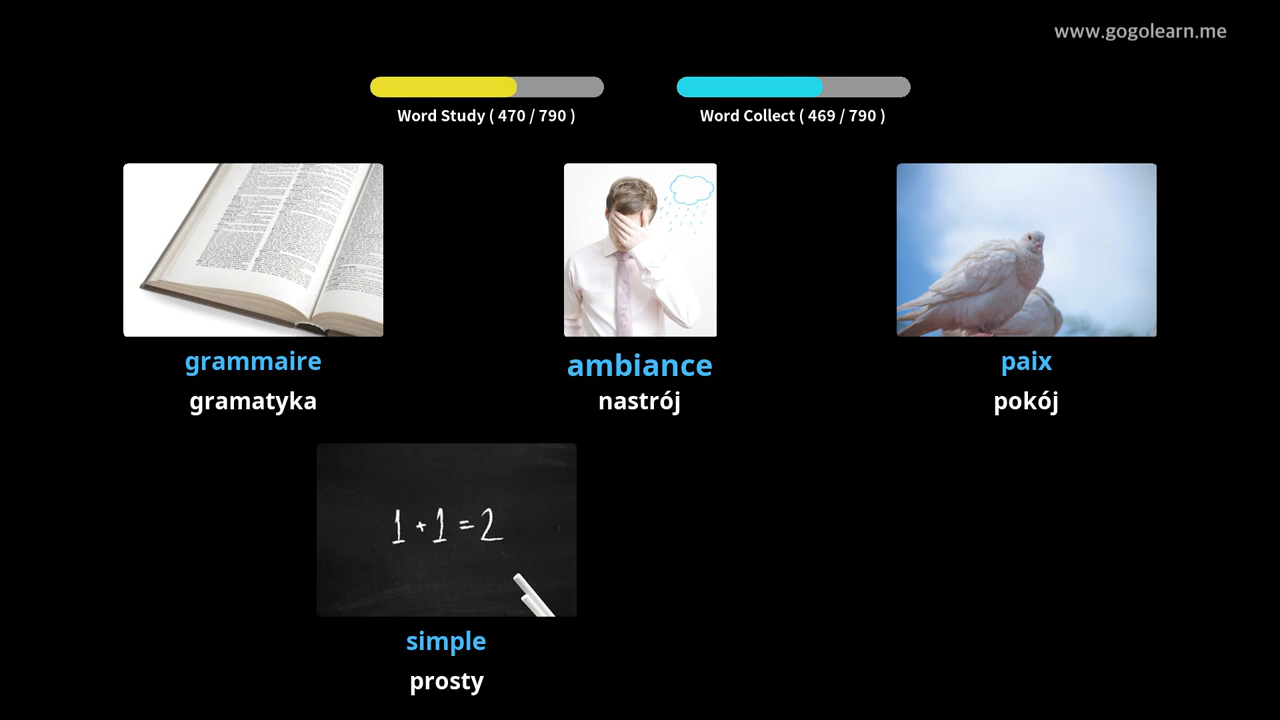 www.gogolearn.me
Word Study ( 470 / 790 )
Word Collect ( 469 / 790 )
grammaire
gramatyka
ambiance
nastrój
paix
pokój
1 + 1 = 2
simple
prosty